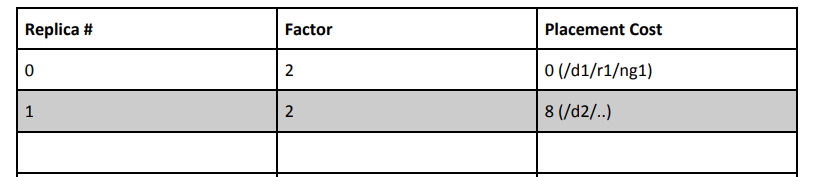 Replica # Factor Placement Cost
0 2 0 (/d1/r1/ng1)
1 2 8 (/d2/..)